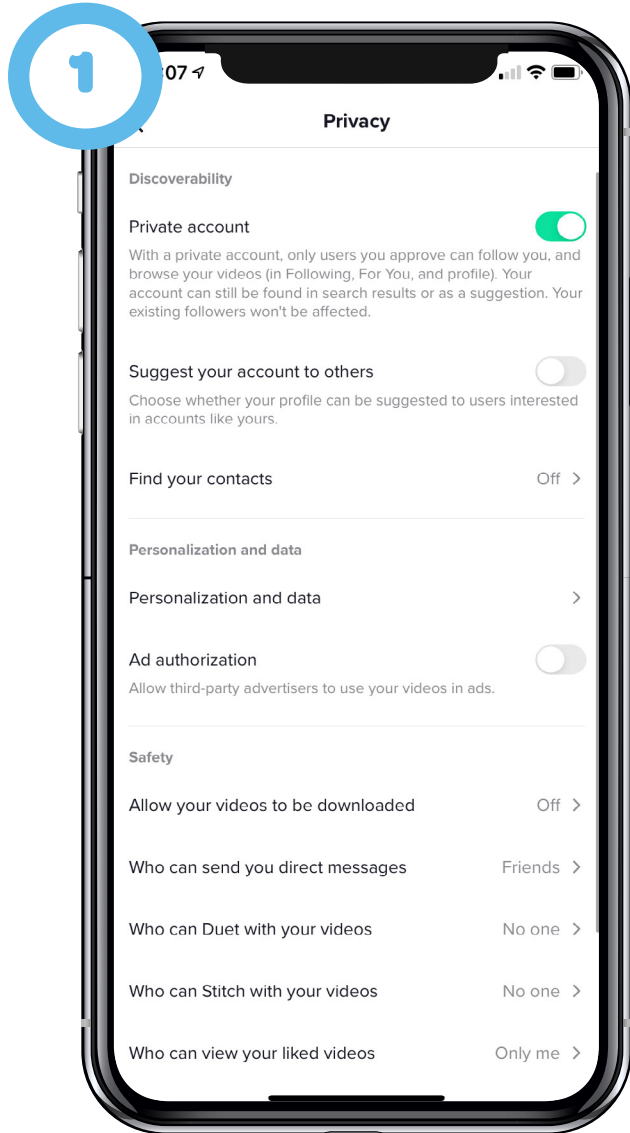 1
07
Privacy
Discoverability
Private account
With a private account, only users you approve can follow you, and
browse your videos (in Following, For You, and profile). Your
account can still be found in search results or as a suggestion. Your
existing followers won't be affected.
Suggest your account to others
Choose whether your profile can be suggested to users interested
in accounts like yours.
Find your contacts Off
Personalization and data
Personalization and data
Ad authorization
Allow third-party advertisers to use your videos in ads.
Safety
Allow your videos to be downloaded Off
Who can send you direct messages Friends
Who can Duet with your videos No one
Who can Stitch with your videos No one
Who can view your liked videos Only me